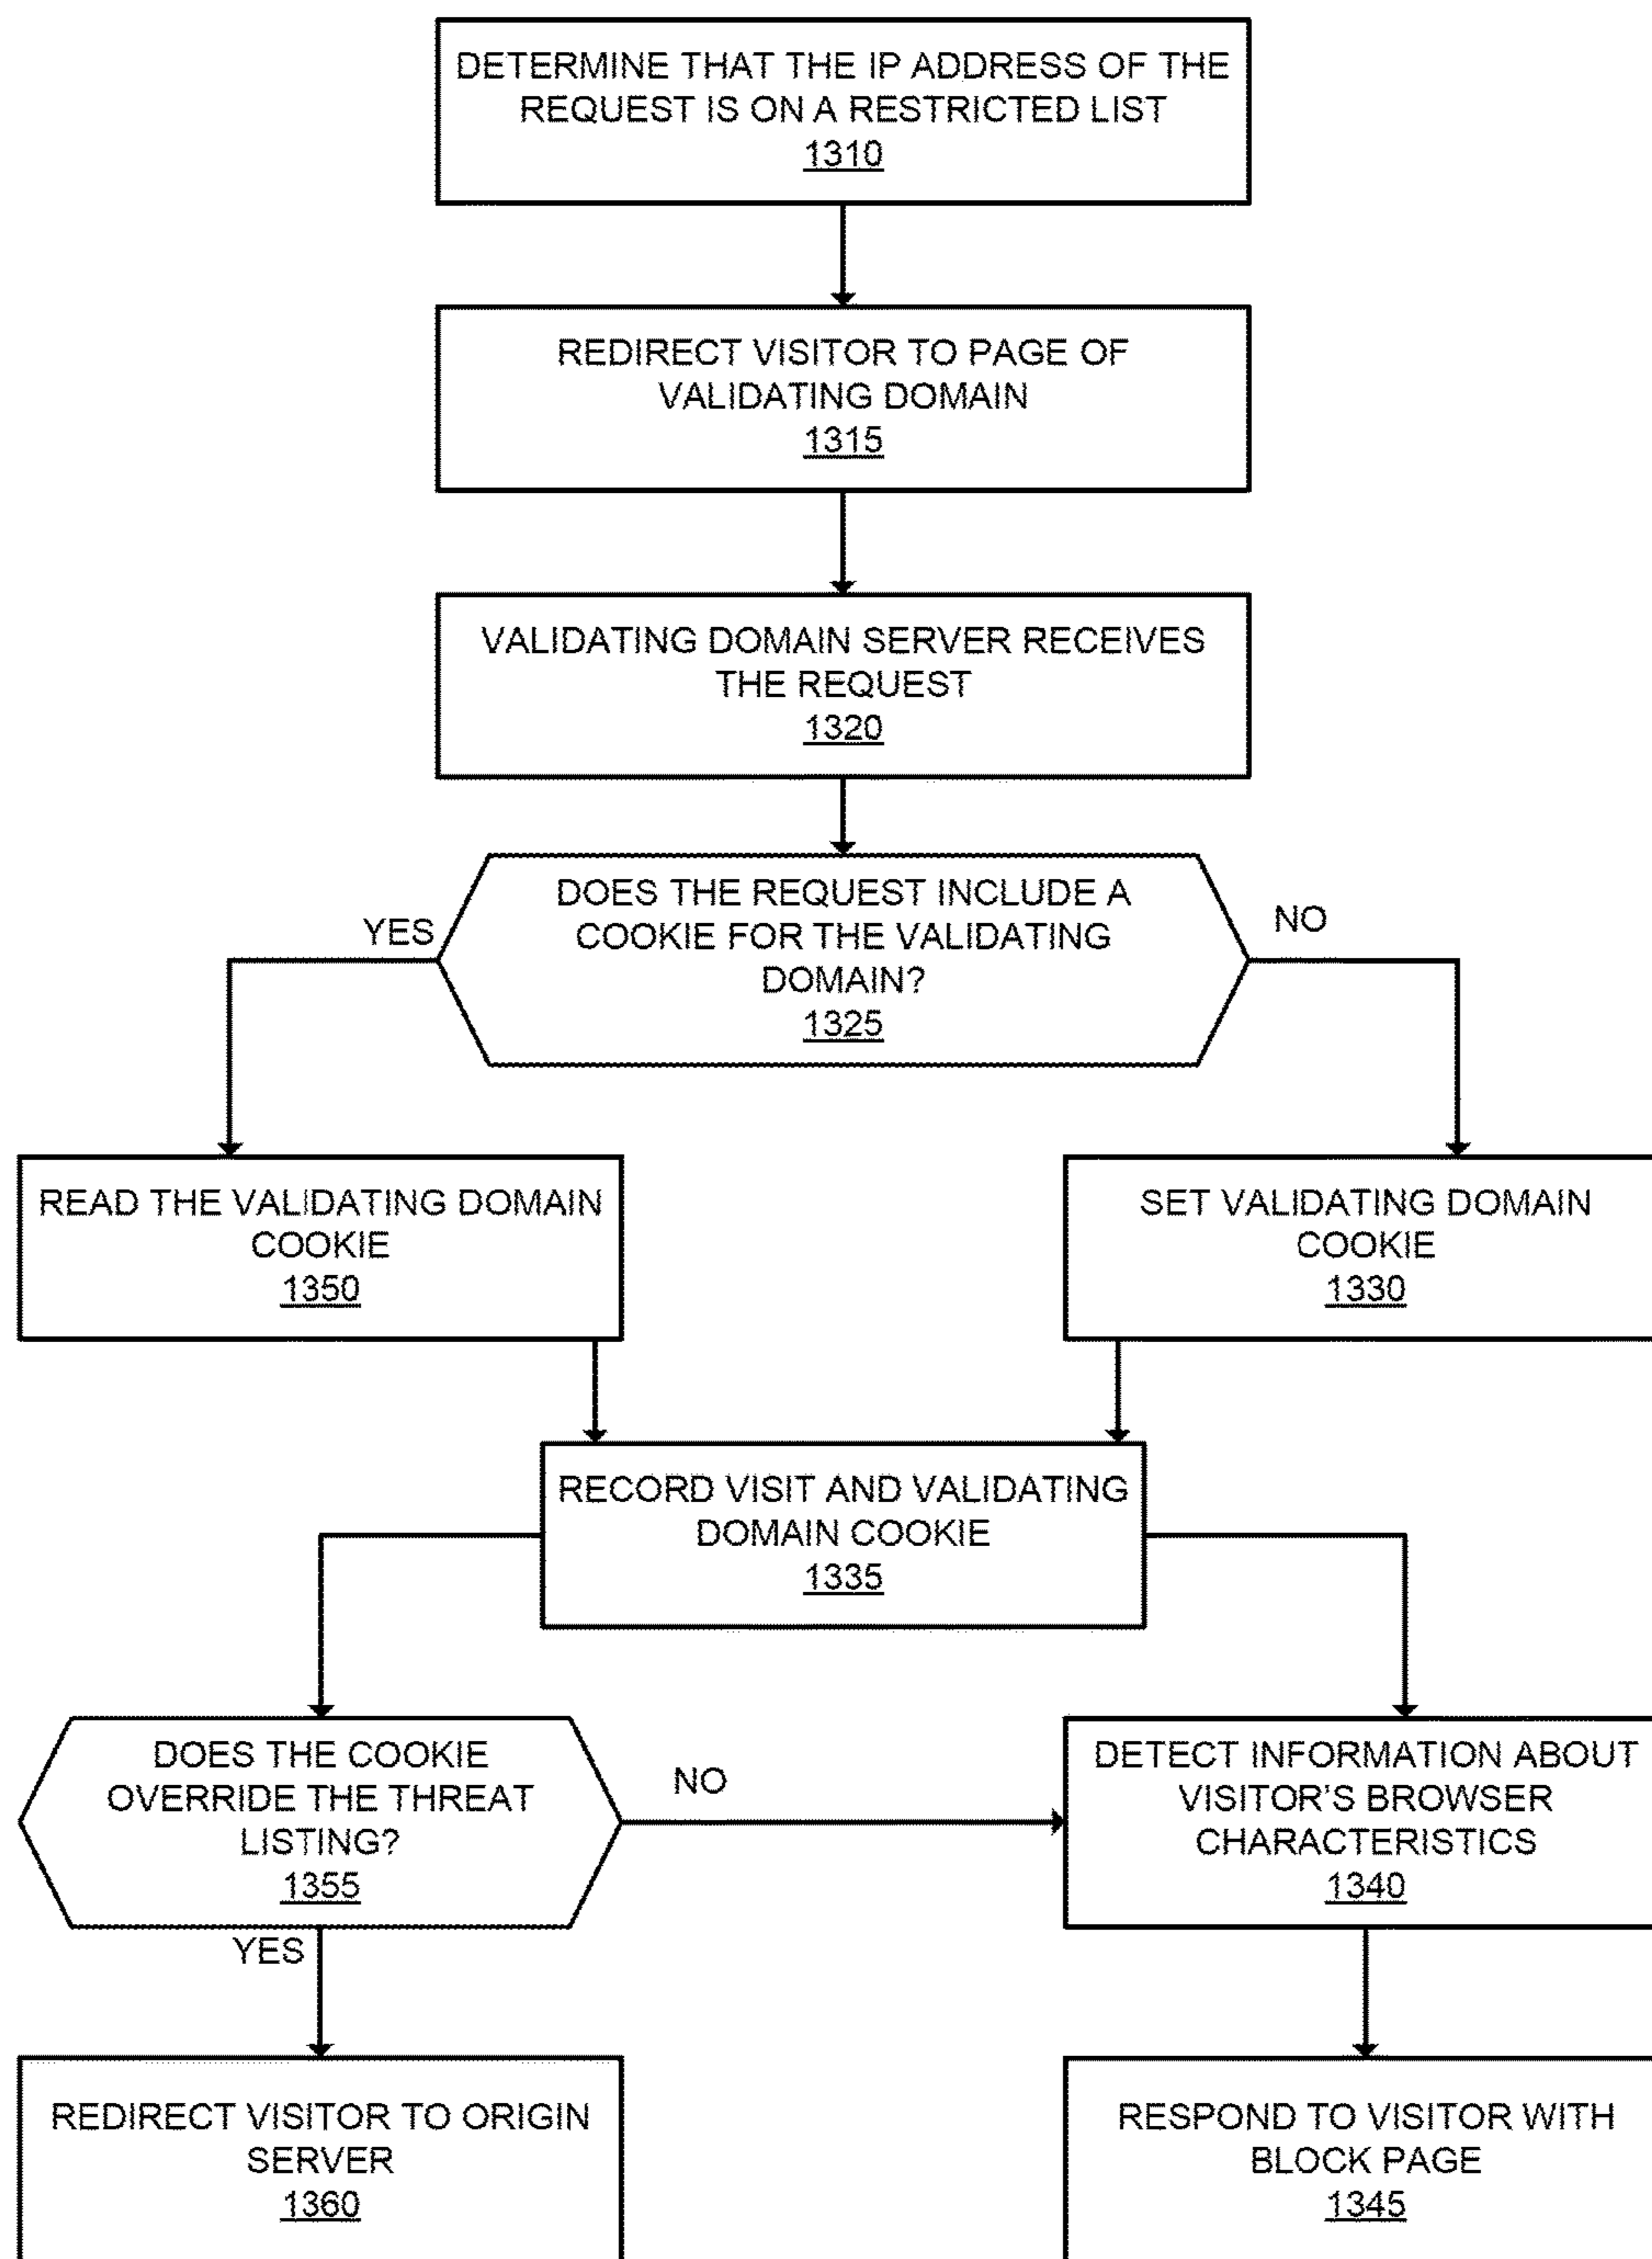 DETERMINE THAT THE IP ADDRESS OF THE
REQUEST IS ON A RESTRICTED LIST
1310
REDIRECT VISITOR TO PAGE OF
VALIDATING DOMAIN
1315
VALIDATING DOMAIN SERVER RECEIVES
THE REQUEST
1320
DOES THE REQUEST INCLUDE A
COOKIE FOR THE VALIDATING
DOMAIN?
1325
YES
NO
READ THE VALIDATING DOMAIN
COOKIE
1350
SET VALIDATING DOMAIN
COOKIE
1330
RECORD VISIT AND VALIDATING
DOMAIN COOKIE
1335
DOES THE COOKIE
OVERRIDE THE THREAT
LISTING?
1355
NO
YES
DETECT INFORMATION ABOUT
VISITOR'S BROWSER
CHARACTERISTICS
1340
REDIRECT VISITOR TO ORIGIN
SERVER
1360
RESPOND TO VISITOR WITH
BLOCK PAGE
1345